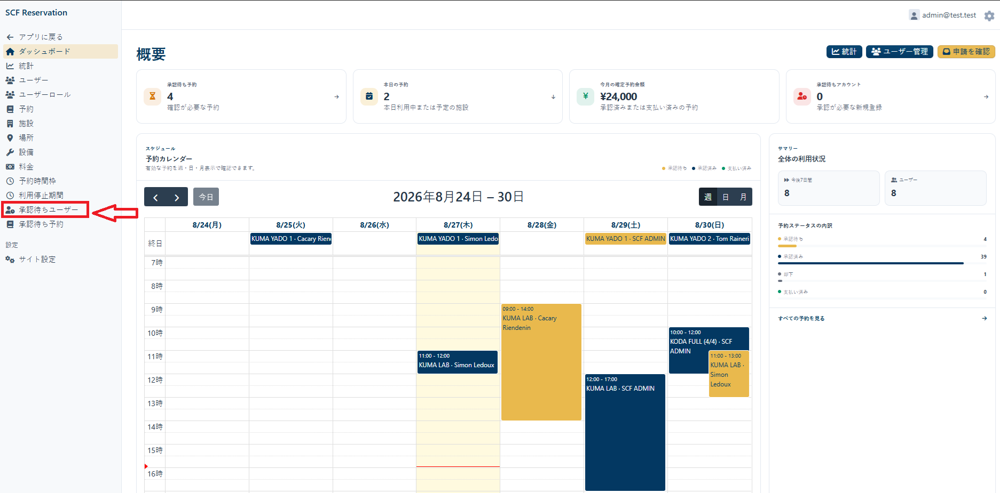 SCF Reservation
admin@test.test
アプリに戻る
ダッシュボード
統計
ユーザー
ユーザーロール
予約
施設
場所
設備
料金
予約時間枠
利用停止期間
承認待ちユーザー
承認待ち予約
設定
サイト設定
概要
統計
ユーザー管理
申請を確認
承認待ち予約
4
確認が必要な予約
本日の予約
2
本日利用中または予定の施設
今月の確定予約金額
¥24,000
承認済みまたは支払い済みの予約
承認待ちアカウント
0
承認が必要な新規登録
スケジュール
予約カレンダー
有効な予約を週・日・月表示で確認できます。
承認待ち
承認済み
支払い済み
今日
2026年8月24日 – 30日
週 日 月
8/24(月) 8/25(火) 8/26(水) 8/27(木) 8/28(金) 8/29(土) 8/30(日)
終日
KUMA YADO 1 · Cacary Rien
KUMA YADO 1 · Simon Ledo
KUMA YADO 1 · SCF ADMIN
KUMA YADO 2 · Tom Raineri
7時
8時
9時
10時
11時
12時
13時
14時
15時
16時
11:00 - 12:00
KUMA LAB · Simon Ledoux
09:00 - 14:00
KUMA LAB · Cacary
Riendenin
12:00 - 17:00
KUMA LAB · SCF ADMIN
10:00 - 12:00
KODA FULL (4/4) · SCF
ADMIN
11:00 - 13:00
KUMA LAB ·
Simon
Ledoux
サマリー
全体の利用状況
今後7日間
8
ユーザー
8
予約ステータスの内訳
承認待ち 4
承認済み 39
却下 1
支払い済み 0
すべての予約を見る